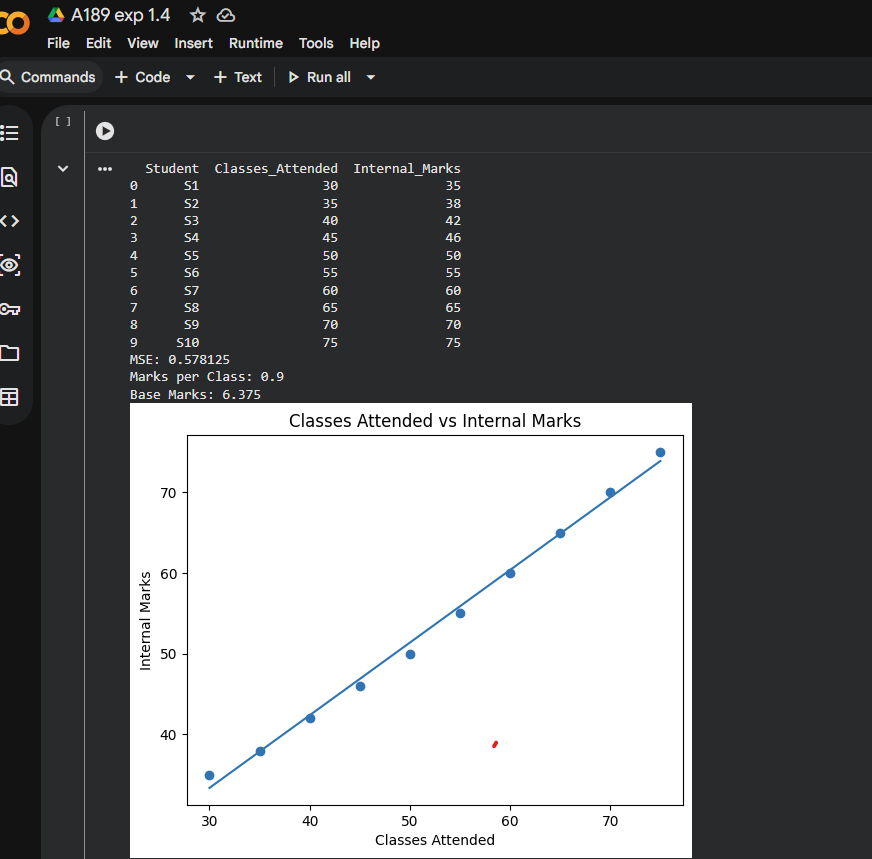 CO
A189 exp 1.4
File Edit View Insert Runtime Tools Help
Commands + Code + Text Run all
[ ]
Student Classes_Attended Internal_Marks
0 S1 30 35
1 S2 35 38
2 S3 40 42
3 S4 45 46
4 S5 50 50
5 S6 55 55
6 S7 60 60
7 S8 65 65
8 S9 70 70
9 S10 75 75
MSE: 0.578125
Marks per Class: 0.9
Base Marks: 6.375
Classes Attended vs Internal Marks
70
60
50
40
Internal Marks
30 40 50 60 70
Classes Attended